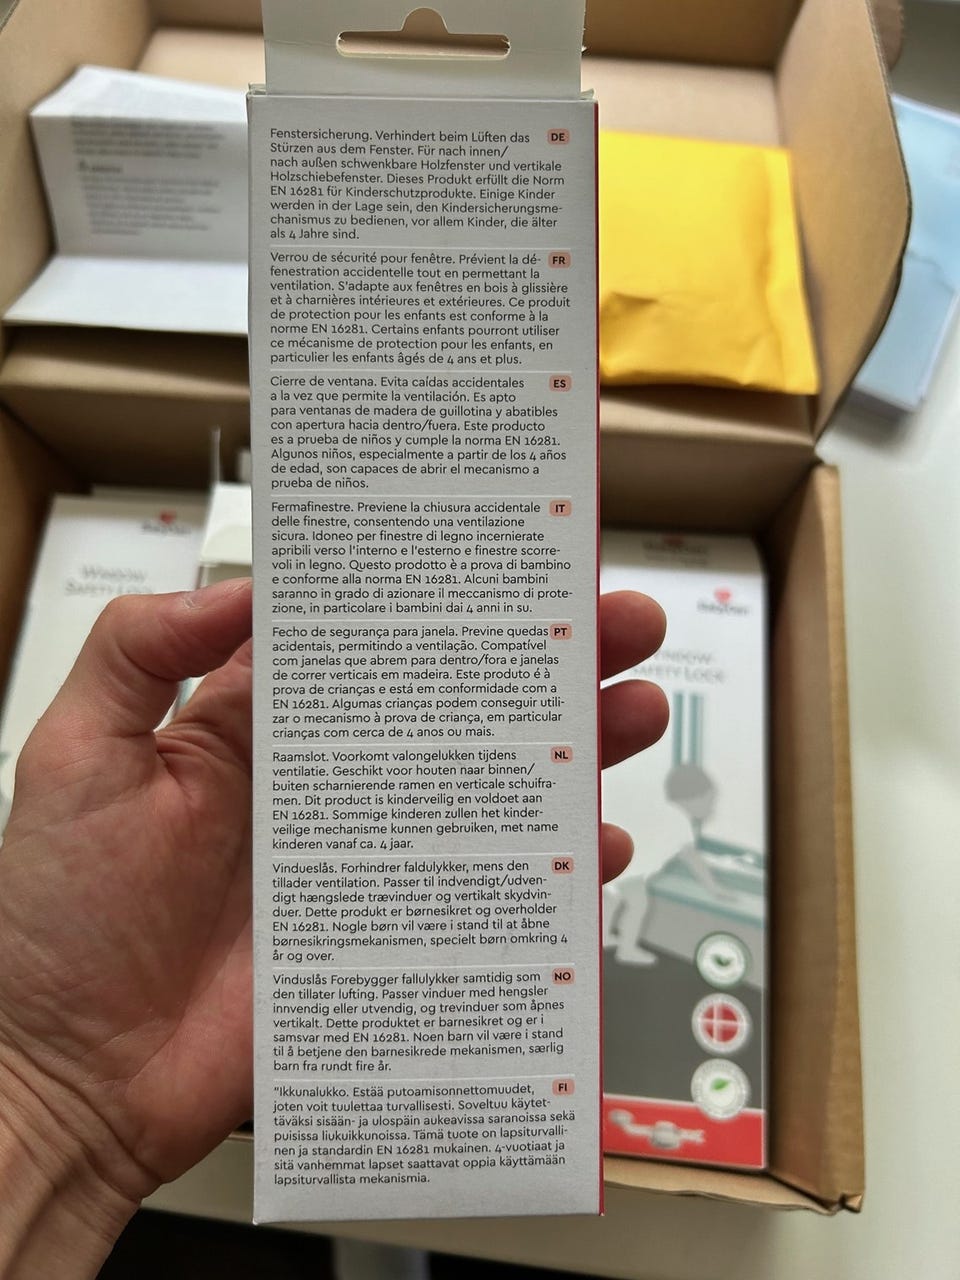 Fenstersicherung. Verhindert beim Lüften das DE
Stürzen aus dem Fenster. Für nach innen/
nach außen schwenkbare Holzfenster und vertikale
Holzschiebefenster. Dieses Produkt erfüllt die Norm
EN 16281 für Kinderschutzprodukte. Einige Kinder
werden in der Lage sein, den Kindersicherungsme-
chanismus zu bedienen, vor allem Kinder, die älter
als 4 Jahre sind.
Verrou de sécurité pour fenêtre. Prévient la dé- FR
fenestration accidentelle tout en permettant la
ventilation. S'adapte aux fenêtres en bois à glissière
et à charnières intérieures et extérieures. Ce produit
de protection pour les enfants est conforme à la
norme EN 16281. Certains enfants pourront utiliser
ce mécanisme de protection pour les enfants, en
particulier les enfants âgés de 4 ans et plus.
Cierre de ventana. Evita caídas accidentales ES
a la vez que permite la ventilación. Es apto
para ventanas de madera de guillotina y abatibles
con apertura hacia dentro/fuera. Este producto
es a prueba de niños y cumple la norma EN 16281.
Algunos niños, especialmente a partir de los 4 años
de edad, son capaces de abrir el mecanismo a
prueba de niños.
Fermafinestre. Previene la chiusura accidentale IT
delle finestre, consentendo una ventilazione
sicura. Idoneo per finestre di legno incernierate
apribili verso l'interno e l'esterno e finestre scorre-
voli in legno. Questo prodotto è a prova di bambino
e conforme alla norma EN 16281. Alcuni bambini
saranno in grado di azionare il meccanismo di prote-
zione, in particolare i bambini dai 4 anni in su.
Fecho de segurança para janela. Previne quedas PT
acidentais, permitindo a ventilação. Compatível
com janelas que abrem para dentro/fora e janelas
de correr verticais em madeira. Este produto é à
prova de crianças e está em conformidade com a
EN 16281. Algumas crianças podem conseguir utili-
zar o mecanismo à prova de criança, em particular
crianças com cerca de 4 anos ou mais.
Raamslot. Voorkomt valongelukken tijdens NL
ventilatie. Geschikt voor houten naar binnen/
buiten scharnierende ramen en verticale schuifra-
men. Dit product is kinderveilig en voldoet aan
EN 16281. Sommige kinderen zullen het kinder-
veilige mechanisme kunnen gebruiken, met name
kinderen vanaf ca. 4 jaar.
Vindueslås. Forhindrer faldulykker, mens den DK
tillader ventilation. Passer til indvendigt/udven-
digt hængslede trævinduer og vertikalt skydvin-
duer. Dette produkt er børnesikret og overholder
EN 16281. Nogle børn vil være i stand til at åbne
børnesikringsmekanismen, specielt børn omkring 4
år og over.
Vinduslås Forebygger fallulykker samtidig som NO
den tillater lufting. Passer vinduer med hengsler
innvendig eller utvendig, og trevinduer som åpnes
vertikalt. Dette produktet er barnesikret og er i
samsvar med EN 16281. Noen barn vil være i stand
til å betjene den barnesikrede mekanismen, særlig
barn fra rundt fire år.
"Ikkunalukko. Estää putoamisonnettomuudet, FI
joten voit tuulettaa turvallisesti. Soveltuu käytet-
täväksi sisään- ja ulospäin aukeavissa saranoissa sekä
puisissa liukuikkunoissa. Tämä tuote on lapsiturvalli-
nen ja standardin EN 16281 mukainen. 4-vuotiaat ja
sitä vanhemmat lapset saattavat oppia käyttämään
lapsiturvallista mekanismia.
Window
Safety Lock
BabyDan
Window
Safety Lock